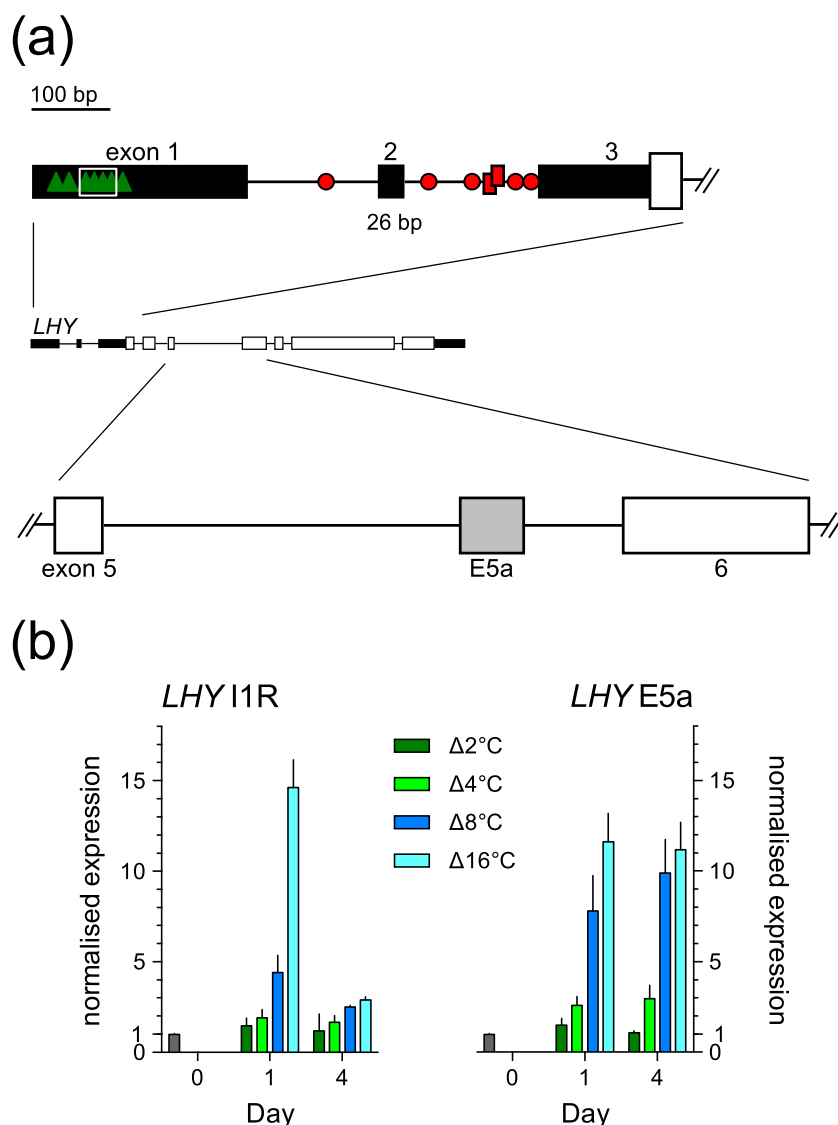 (a)
100 bp
exon 1 2 3
26 bp
LHY
exon 5 E5a 6
(b)
LHY I1R LHY E5a
Δ2°C
Δ4°C
Δ8°C
Δ16°C
normalised expression
15
10
5
1
0
0 1 4
Day
normalised expression
15
10
5
1
0
0 1 4
Day